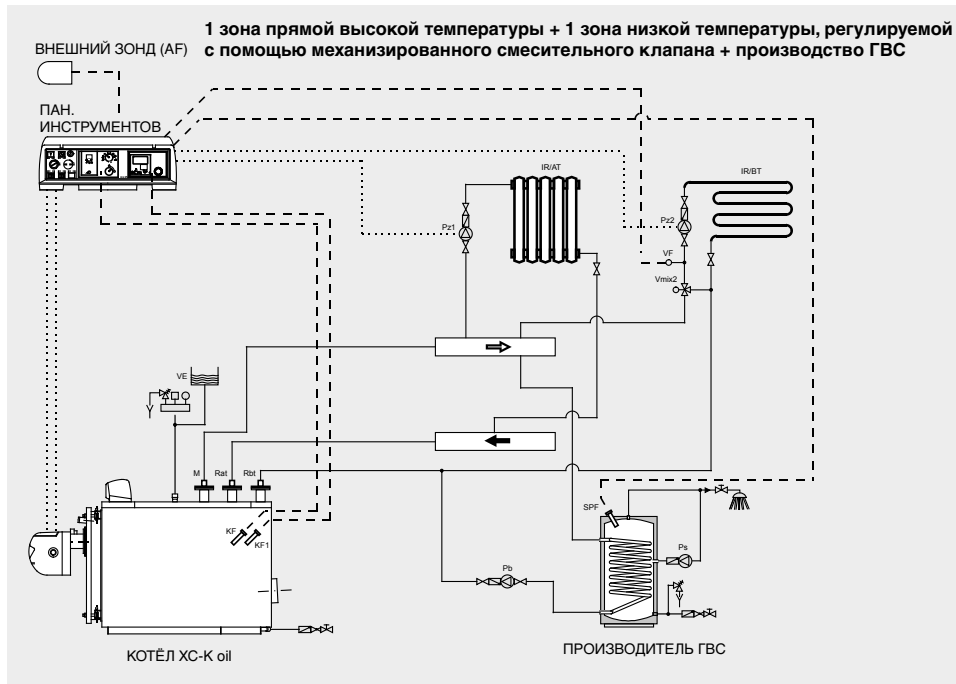 1 зона прямой высокой температуры + 1 зона низкой температуры, регулируемой
с помощью механизированного смесительного клапана + производство ГВС
ВНЕШНИЙ ЗОНД (AF)
ПАН.
ИНСТРУМЕНТОВ
IR/AT
IR/BT
Pz1
Pz2
VF
Vmix2
VE
M
Rat
Rbt
KF
KF1
SPF
Ps
Pb
КОТЁЛ XC-K oil
ПРОИЗВОДИТЕЛЬ ГВС